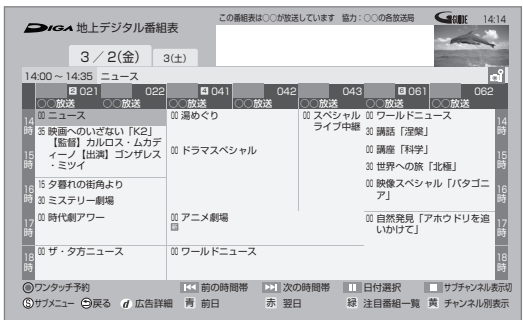 DIGA 地上デジタル番組表
この番組表は○○が放送しています 協力：○○の各放送局
G GUIDE 14:14
3／2(金) 3(土)
14:00～14:35 ニュース
2 021 022 4 041 042 043 6 061 062
○○放送 ○○放送 ○○放送 ○○放送 ○○放送
14時
15時
16時
17時
18時
00 ニュース
35 映画へのいざない「K2」
【監督】カルロス・ムカデ
ィーノ【出演】ゴンザレス
・ミツイ
15 夕暮れの街角より
30 ミステリー劇場
00 時代劇アワー
00 ザ・夕方ニュース
00 湯めぐり
00 ドラマスペシャル
00 アニメ劇場
00 ワールドニュース
00 スペシャル
ライブ中継
00 ワールドニュース
30 講話「涅槃」
00 講座「科学」
30 世界への旅「北極」
00 映像スペシャル「パタゴニ
ア」
00 自然発見「アホウドリを追
いかけて」
14時
15時
16時
17時
18時
ワンタッチ予約 前の時間帯 次の時間帯 日付選択 サブチャンネル表示切
S サブメニュー 戻る d 広告詳細 青 前日 赤 翌日 緑 注目番組一覧 黄 チャンネル別表示